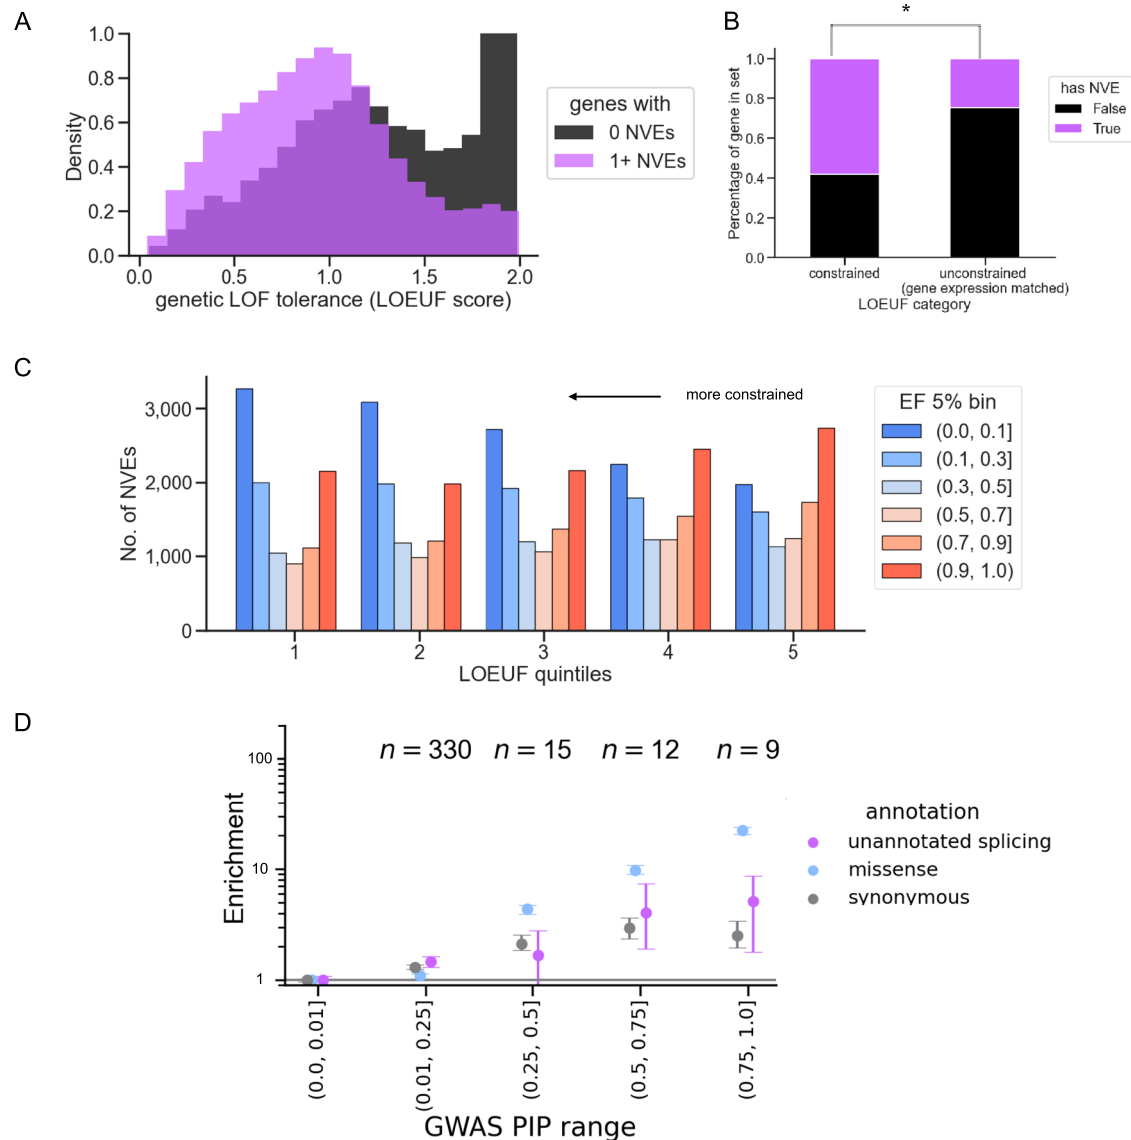 A
1.0
0.8
0.6
0.4
0.2
0.0
Density
0.0 0.5 1.0 1.5 2.0
genetic LOF tolerance (LOEUF score)
genes with
0 NVEs
1+ NVEs
B
*
1.0
0.8
0.6
0.4
0.2
0.0
Percentage of gene in set
constrained
unconstrained
(gene expression matched)
LOEUF category
has NVE
False
True
C
3,000
2,000
1,000
0
No. of NVEs
more constrained
1 2 3 4 5
LOEUF quintiles
EF 5% bin
(0.0, 0.1]
(0.1, 0.3]
(0.3, 0.5]
(0.5, 0.7]
(0.7, 0.9]
(0.9, 1.0)
D
n = 330 n = 15 n = 12 n = 9
100
10
1
Enrichment
(0.0, 0.01]
(0.01, 0.25]
(0.25, 0.5]
(0.5, 0.75]
(0.75, 1.0]
GWAS PIP range
annotation
unannotated splicing
missense
synonymous